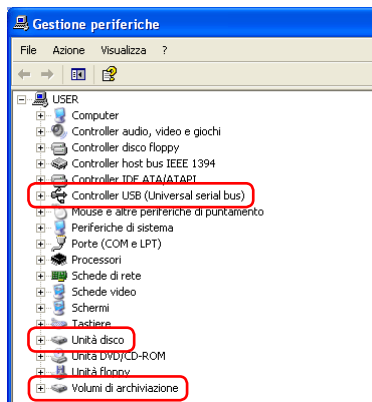 Gestione periferiche
File Azione Visualizza ?
USER
Computer
Controller audio, video e giochi
Controller disco floppy
Controller host bus IEEE 1394
Controller IDE ATA/ATAPI
Controller USB (Universal serial bus)
Mouse e altre periferiche di puntamento
Periferiche di sistema
Porte (COM e LPT)
Processori
Schede di rete
Schede video
Schermi
Tastiere
Unità disco
Unità DVD/CD-ROM
Unità floppy
Volumi di archiviazione